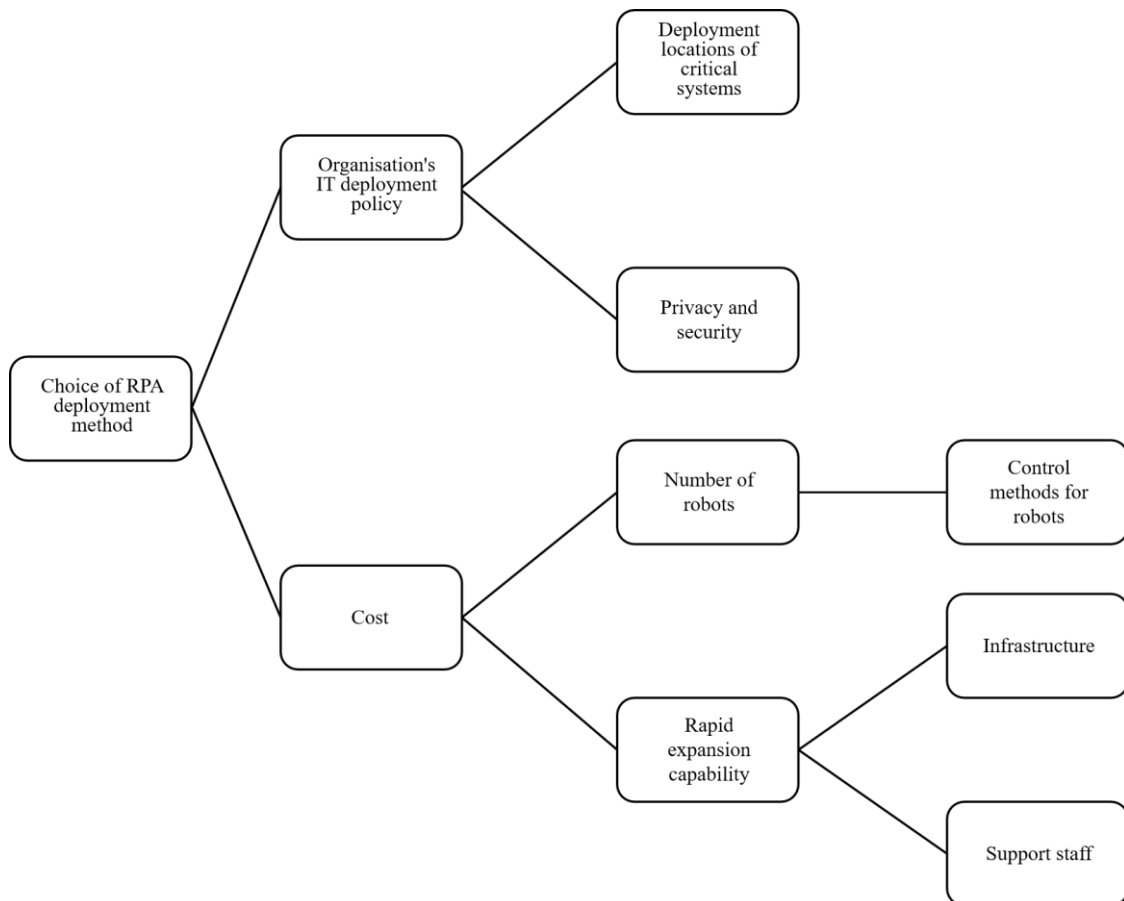 Deployment
locations of
critical
systems
Organisation's
IT deployment
policy
Privacy and
security
Choice of RPA
deployment
method
Number of
robots
Control
methods for
robots
Cost
Infrastructure
Rapid
expansion
capability
Support staff